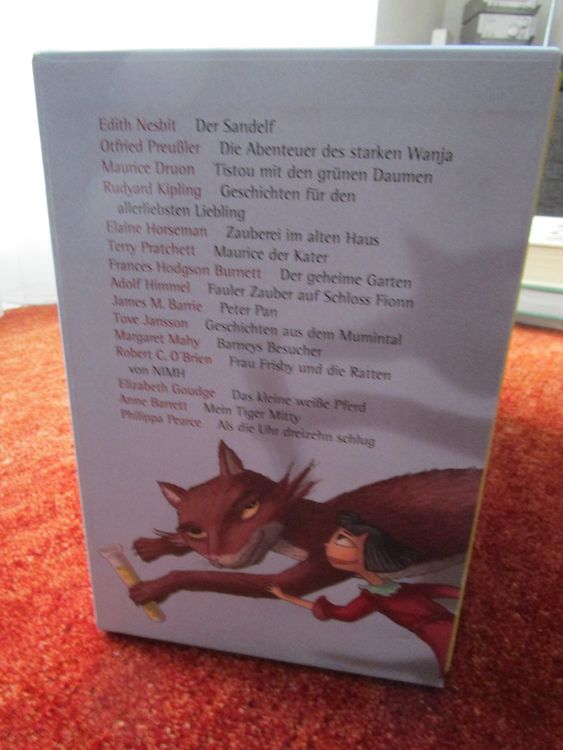 Edith Nesbit Der Sandelf
Otfried Preußler Die Abenteuer des starken Wanja
Maurice Druon Tistou mit den grünen Daumen
Rudyard Kipling Geschichten für den
allerliebsten Liebling
Elaine Horseman Zauberei im alten Haus
Terry Pratchett Maurice der Kater
Frances Hodgson Burnett Der geheime Garten
Adolf Himmel Fauler Zauber auf Schloss Fionn
James M. Barrie Peter Pan
Tove Jansson Geschichten aus dem Mumintal
Margaret Mahy Barneys Besucher
Robert C. O'Brien Frau Frisby und die Ratten
von NIMH
Elizabeth Goudge Das kleine weiße Pferd
Anne Barrett Mein Tiger Mitty
Philippa Pearce Als die Uhr dreizehn schlug